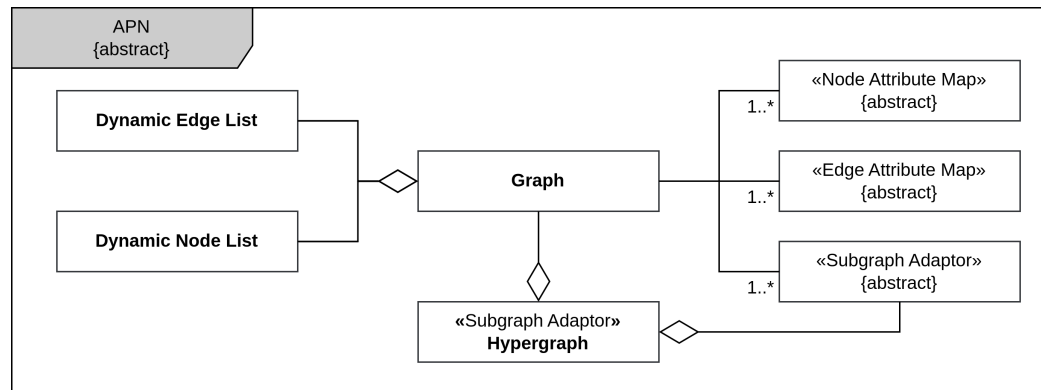 APN
{abstract}
«Node Attribute Map»
{abstract}
1..*
Dynamic Edge List
Graph
«Edge Attribute Map»
{abstract}
1..*
Dynamic Node List
«Subgraph Adaptor»
{abstract}
1..*
«Subgraph Adaptor»
Hypergraph